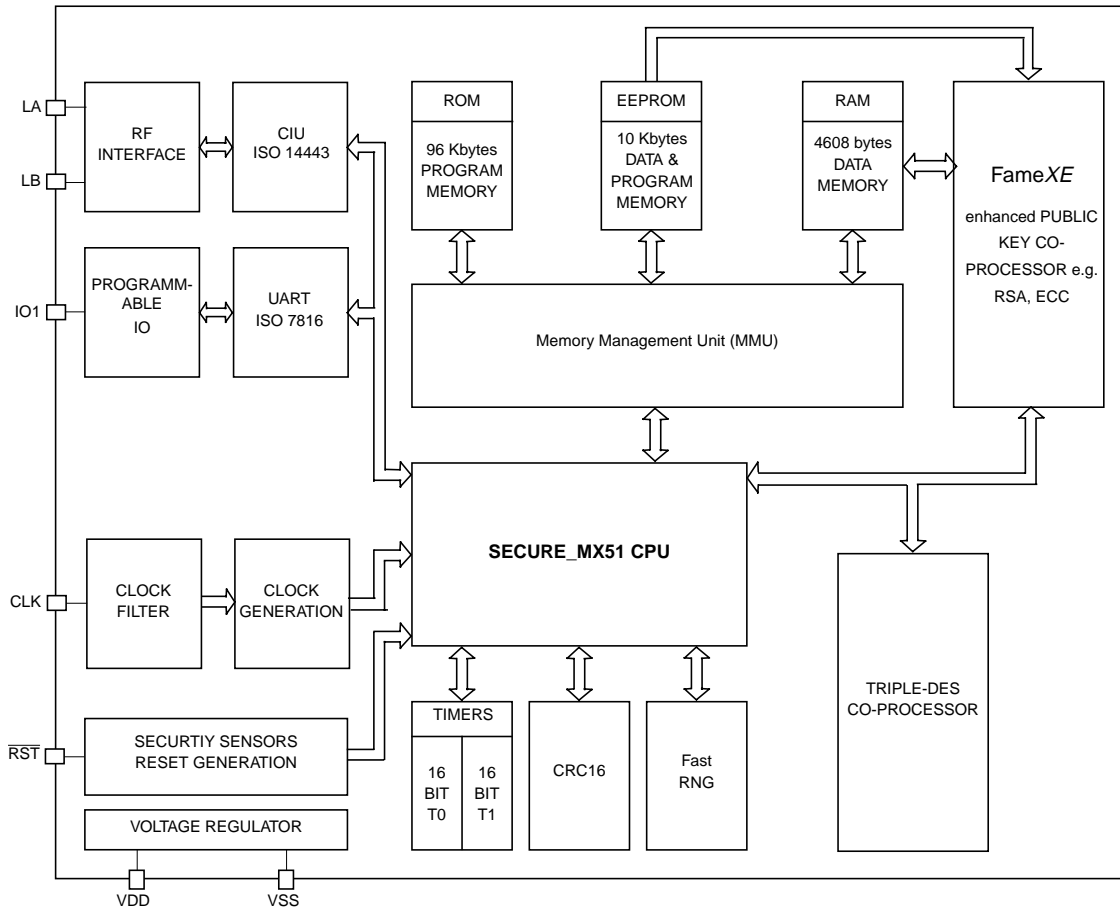 LA
LB
IO1
CLK
RST
VDD
VSS
RF
INTERFACE
CIU
ISO 14443
PROGRAMM-
ABLE
IO
UART
ISO 7816
CLOCK
FILTER
CLOCK
GENERATION
SECURTIY SENSORS
RESET GENERATION
VOLTAGE REGULATOR
ROM
96 Kbytes
PROGRAM
MEMORY
EEPROM
10 Kbytes
DATA &
PROGRAM
MEMORY
RAM
4608 bytes
DATA
MEMORY
FameXE
enhanced PUBLIC
KEY CO-
PROCESSOR e.g.
RSA, ECC
Memory Management Unit (MMU)
SECURE_MX51 CPU
TIMERS
16
BIT
T0
16
BIT
T1
CRC16
Fast
RNG
TRIPLE-DES
CO-PROCESSOR